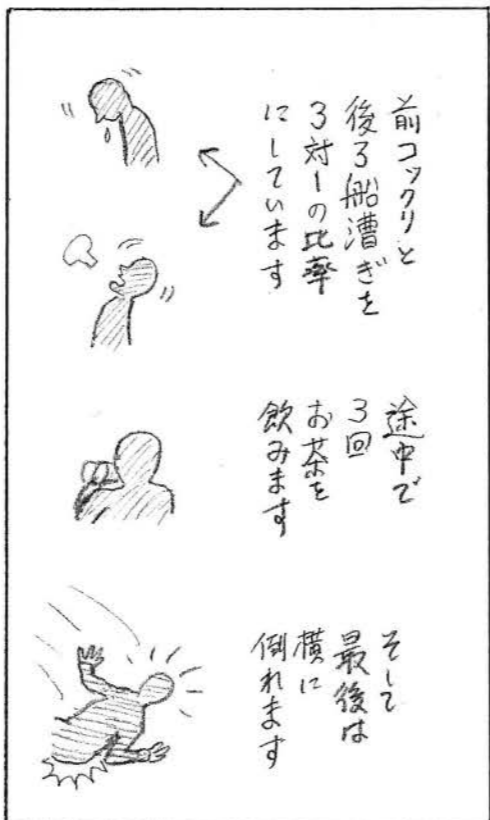 前コックリと
後ろ船漕ぎを
3対1の比率
にしています
途中で
3回
お茶を
飲みます
そして
最後は
横に
倒れます